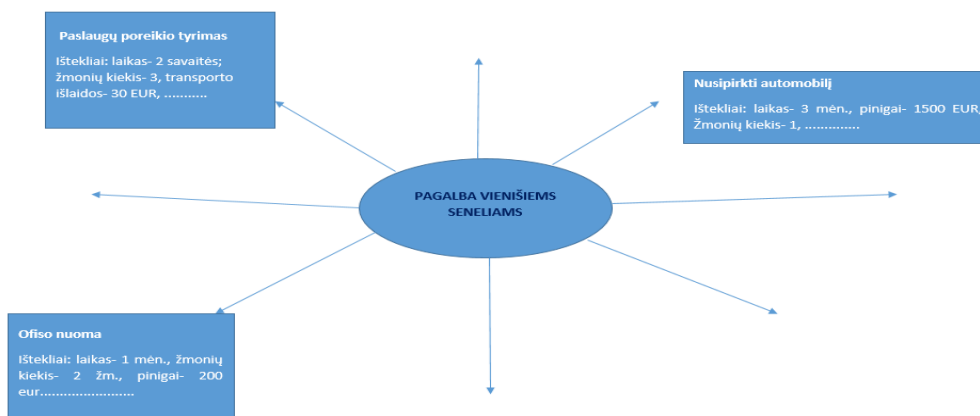 Paslaugų poreikio tyrimas
Ištekliai: laikas- 2 savaitės;
žmonių kiekis- 3, transporto
išlaidos- 30 EUR, ...........
Nusipirkti automobilį
Ištekliai: laikas- 3 mėn., pinigai- 1500 EUR,
Žmonių kiekis- 1, ..............
PAGALBA VIENIŠIEMS
SENELIAMS
Ofiso nuoma
Ištekliai: laikas- 1 mėn., žmonių
kiekis- 2 žm., pinigai- 200
eur.......................